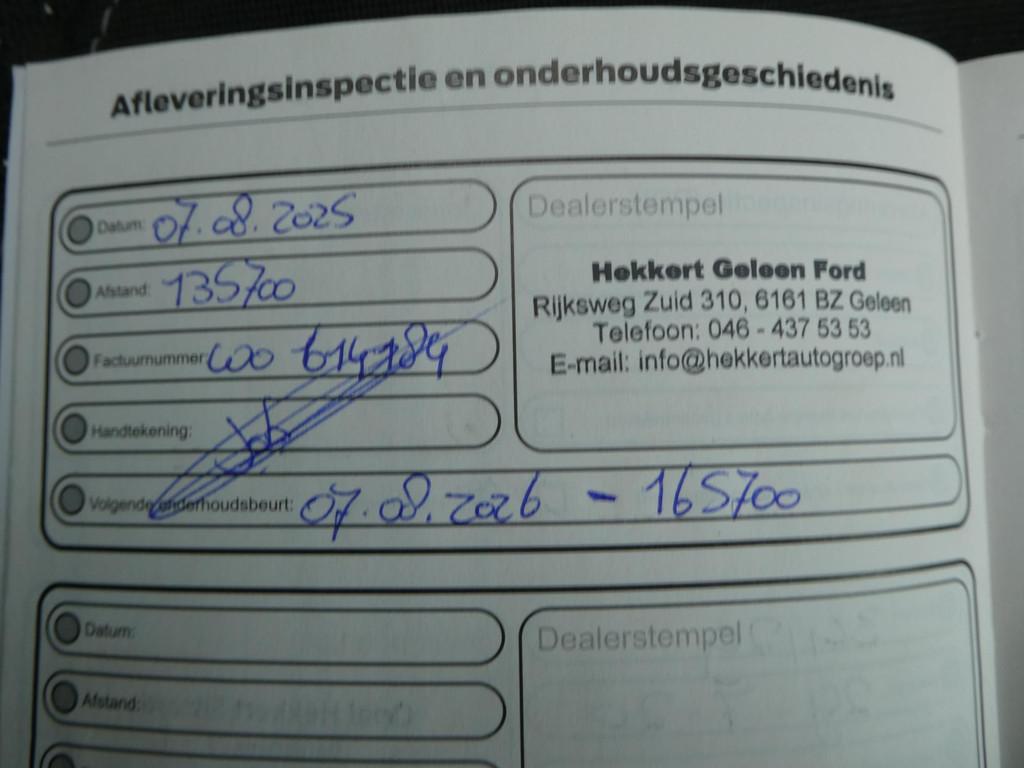 Afleveringsinspectie en onderhoudsgeschiedenis
Datum: 07.08.2025
Afstand: 135700
Factuurnummer: WO0 614784
Handtekening:
Volgende onderhoudsbeurt: 07.08.2026 - 165700
Dealerstempel
Hekkert Geleen Ford
Rijksweg Zuid 310, 6161 BZ Geleen
Telefoon: 046 - 437 53 53
E-mail: info@hekkertautogroep.nl
Datum:
Afstand:
Dealerstempel